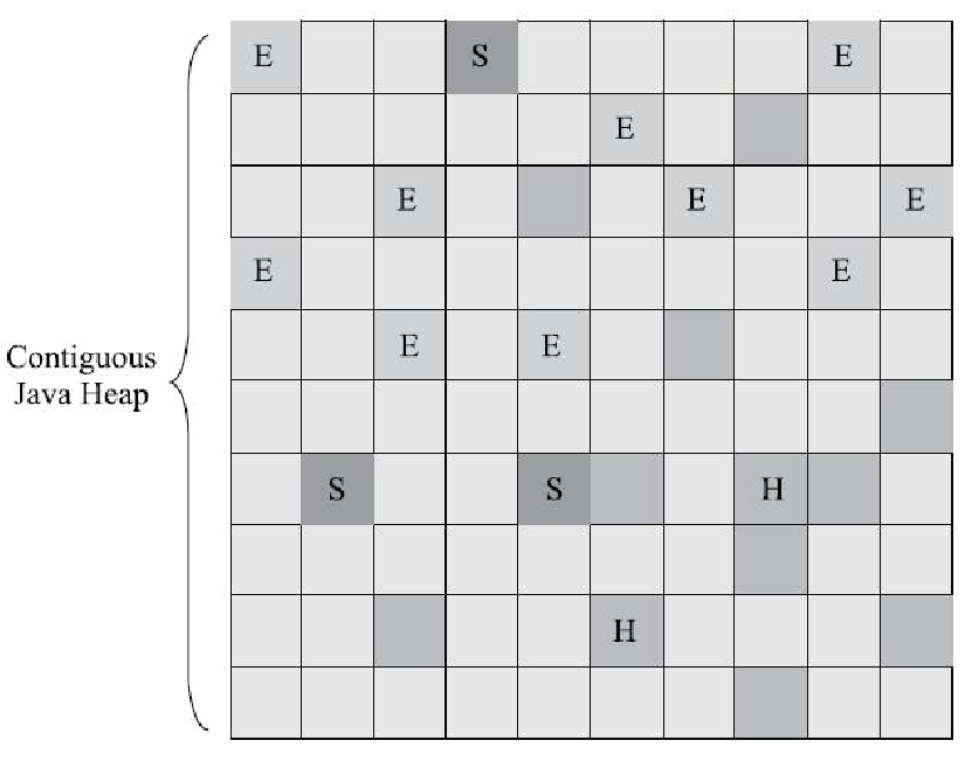 E S E
E
E E E
E E
E E
Contiguous
Java Heap
S S H
H